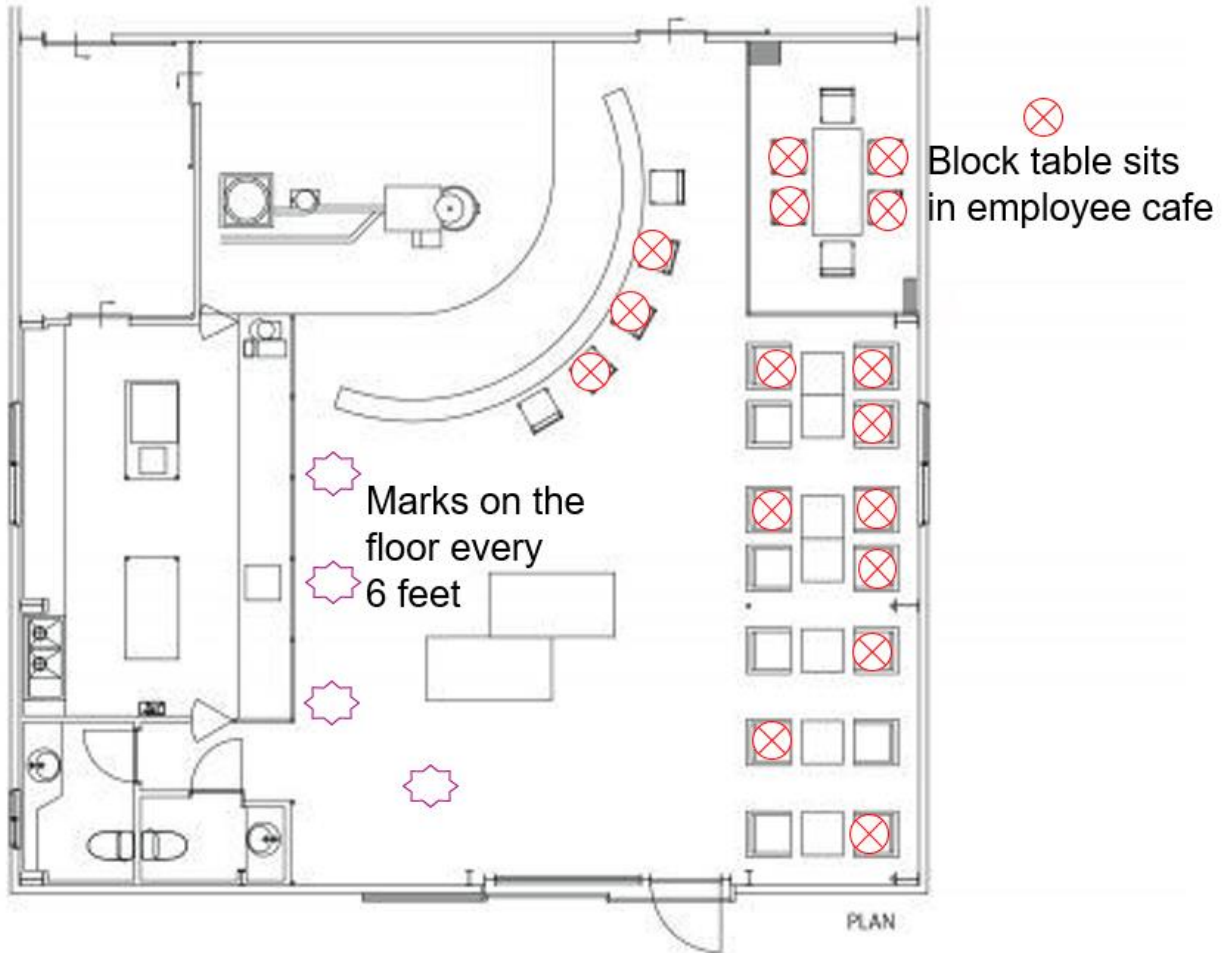 Block table sits
in employee cafe
Marks on the
floor every
6 feet
PLAN